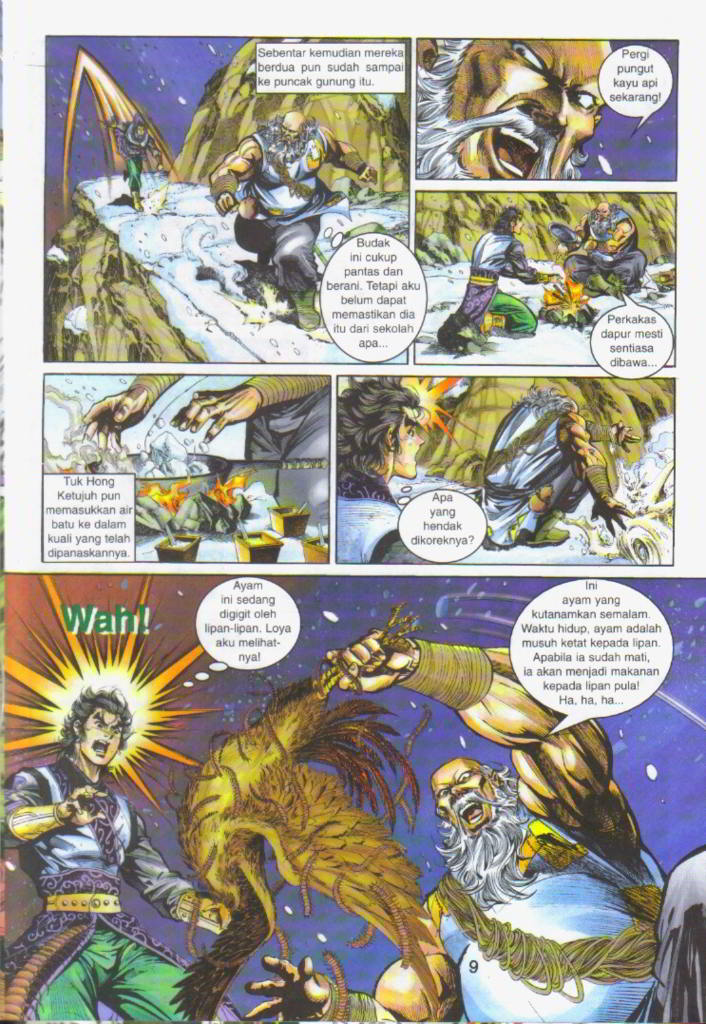 Sebentar kemudian mereka
berdua pun sudah sampai
ke puncak gunung itu.
Budak
ini cukup
pantas dan
berani. Tetapi aku
belum dapat
memastikan dia
itu dari sekolah
apa...
Pergi
pungut
kayu api
sekarang!
Perkakas
dapur mesti
sentiasa
dibawa...
Tuk Hong
Ketujuh pun
memasukkan air
batu ke dalam
kuali yang telah
dipanaskannya.
Apa
yang
hendak
dikoreknya?
Wah!
Ayam
ini sedang
digigit oleh
lipan-lipan. Loya
aku melihat-
nya!
Ini
ayam yang
kutanamkan semalam.
Waktu hidup, ayam adalah
musuh ketat kepada lipan.
Apabila ia sudah mati,
ia akan menjadi makanan
kepada lipan pula!
Ha, ha, ha...
9